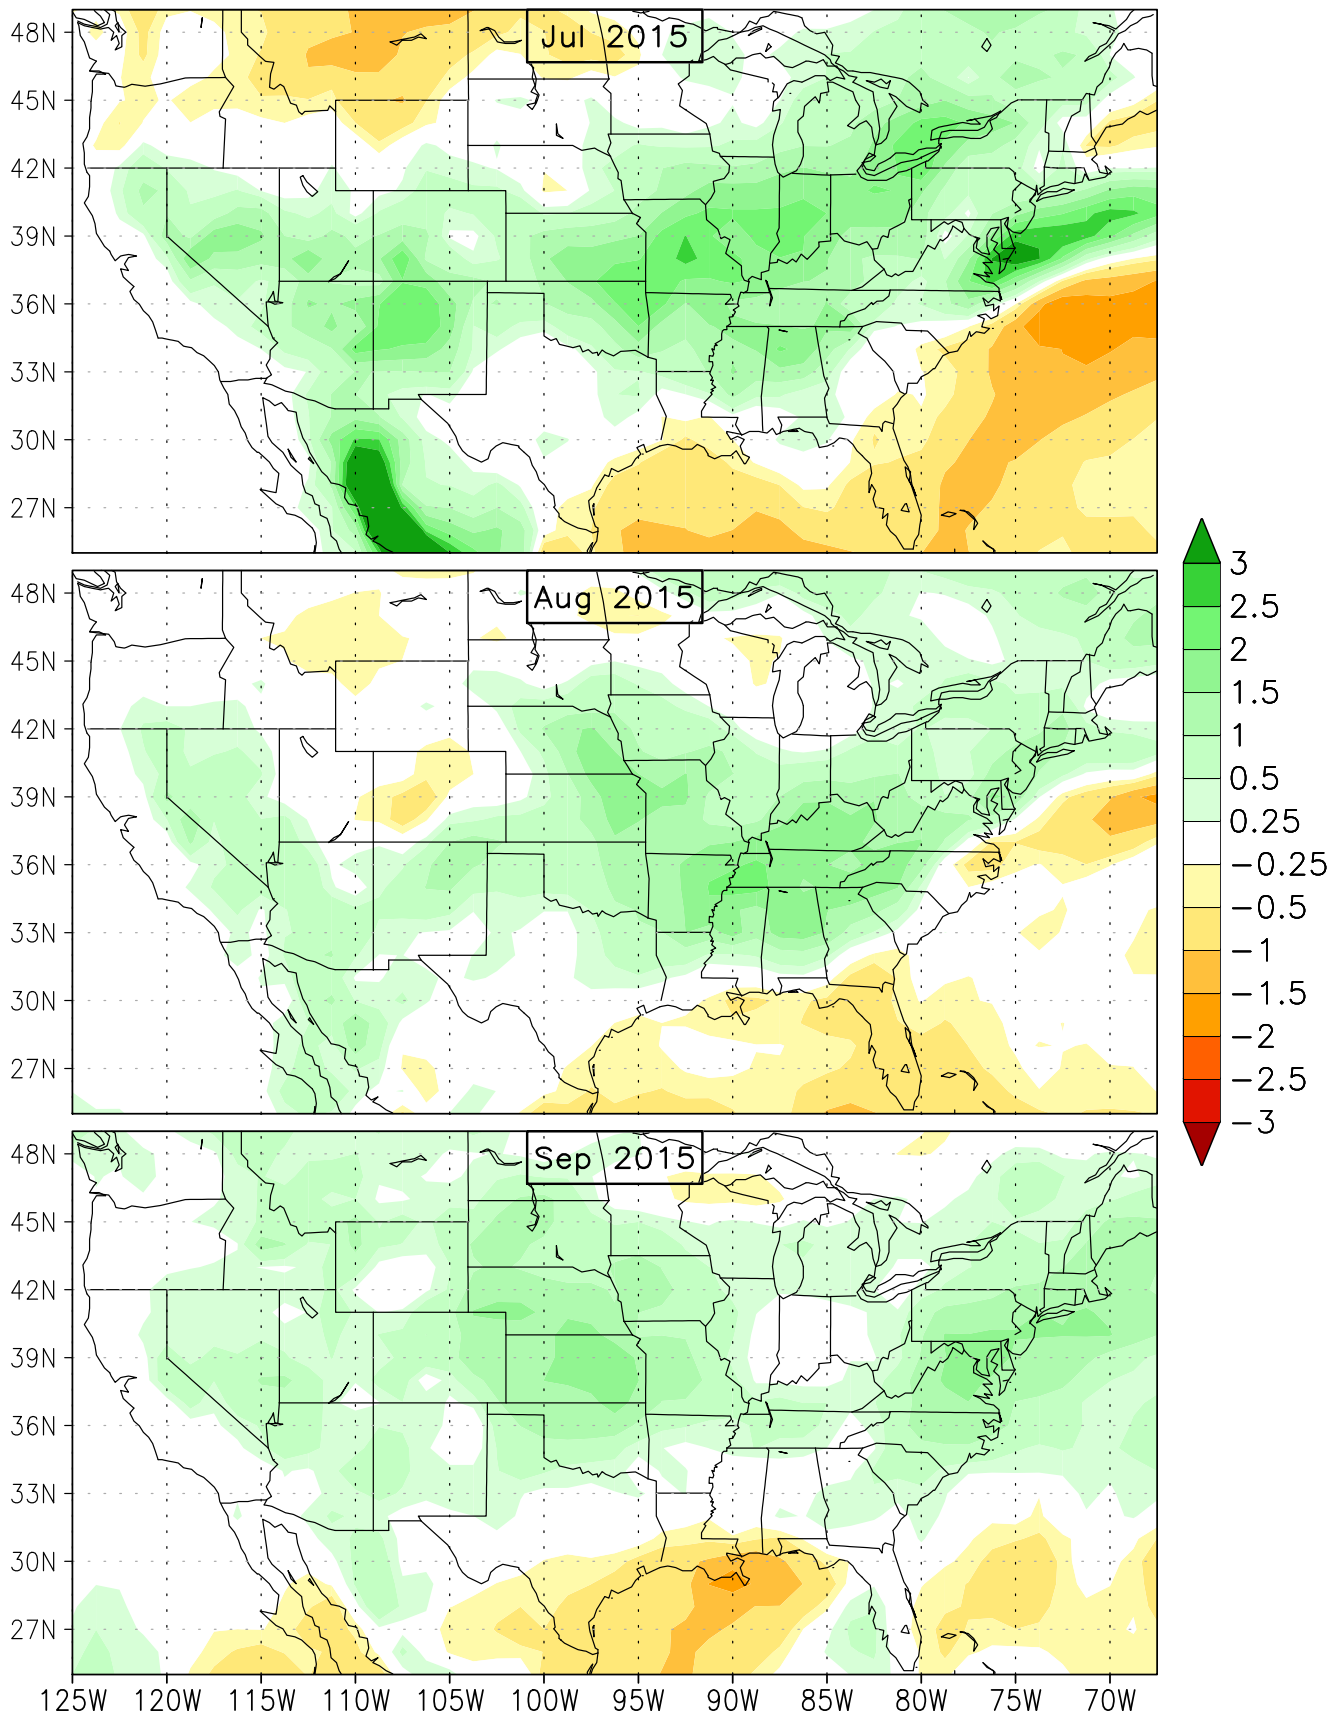 Jul 2015
48N
45N
42N
39N
36N
33N
30N
27N
Aug 2015
48N
45N
42N
39N
36N
33N
30N
27N
Sep 2015
48N
45N
42N
39N
36N
33N
30N
27N
125W 120W 115W 110W 105W 100W 95W 90W 85W 80W 75W 70W
3
2.5
2
1.5
1
0.5
0.25
-0.25
-0.5
-1
-1.5
-2
-2.5
-3